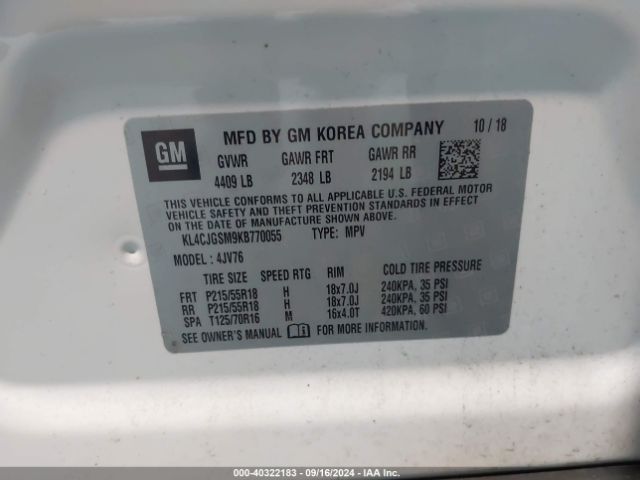 GM
MFD BY GM KOREA COMPANY 10 / 18
GVWR GAWR FRT GAWR RR
4409 LB 2348 LB 2194 LB
THIS VEHICLE CONFORMS TO ALL APPLICABLE U.S. FEDERAL MOTOR
VEHICLE SAFETY AND THEFT PREVENTION STANDARDS IN EFFECT
ON THE DATE OF MANUFACTURE SHOWN ABOVE.
KL4CJGSM9KB770055 TYPE: MPV
MODEL : 4JV76
TIRE SIZE SPEED RTG RIM COLD TIRE PRESSURE
FRT P215/55R18 H 18x7.0J 240KPA, 35 PSI
RR P215/55R18 H 18x7.0J 240KPA, 35 PSI
SPA T125/70R16 M 16x4.0T 420KPA, 60 PSI
SEE OWNER'S MANUAL FOR MORE INFORMATION.
000-40322183 - 09/16/2024 - IAA Inc.